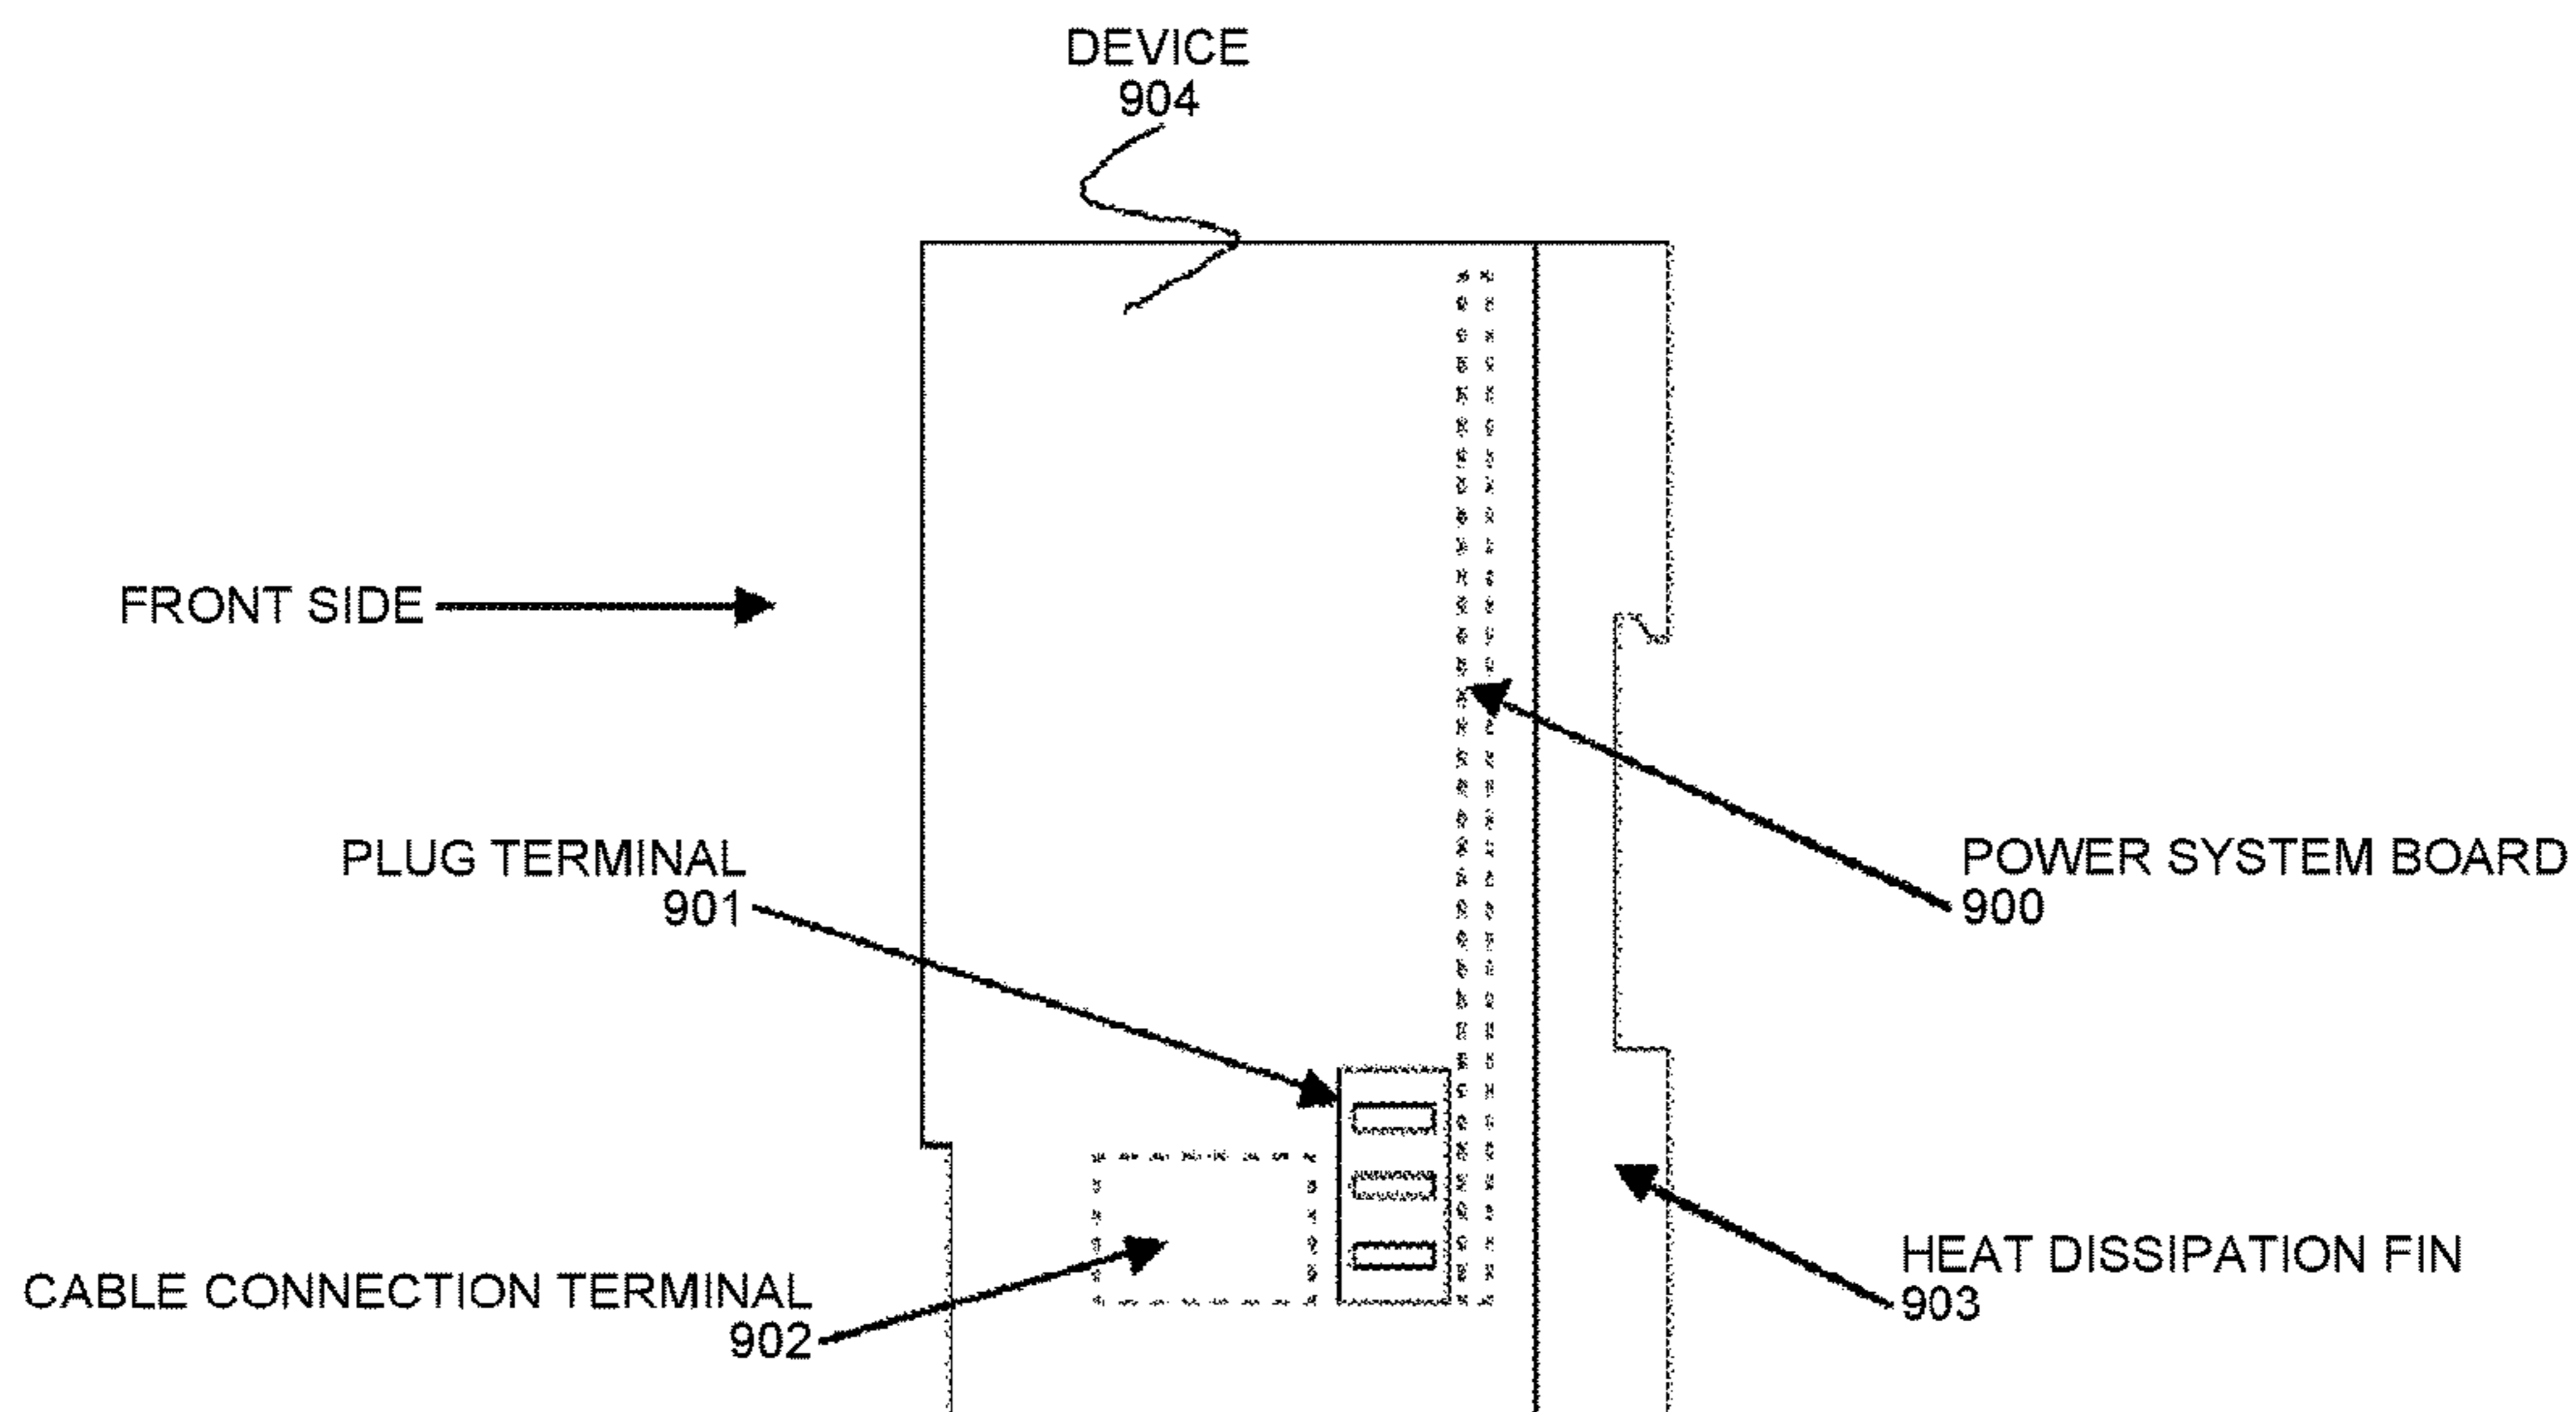 DEVICE
904
FRONT SIDE
PLUG TERMINAL
901
POWER SYSTEM BOARD
900
CABLE CONNECTION TERMINAL
902
HEAT DISSIPATION FIN
903